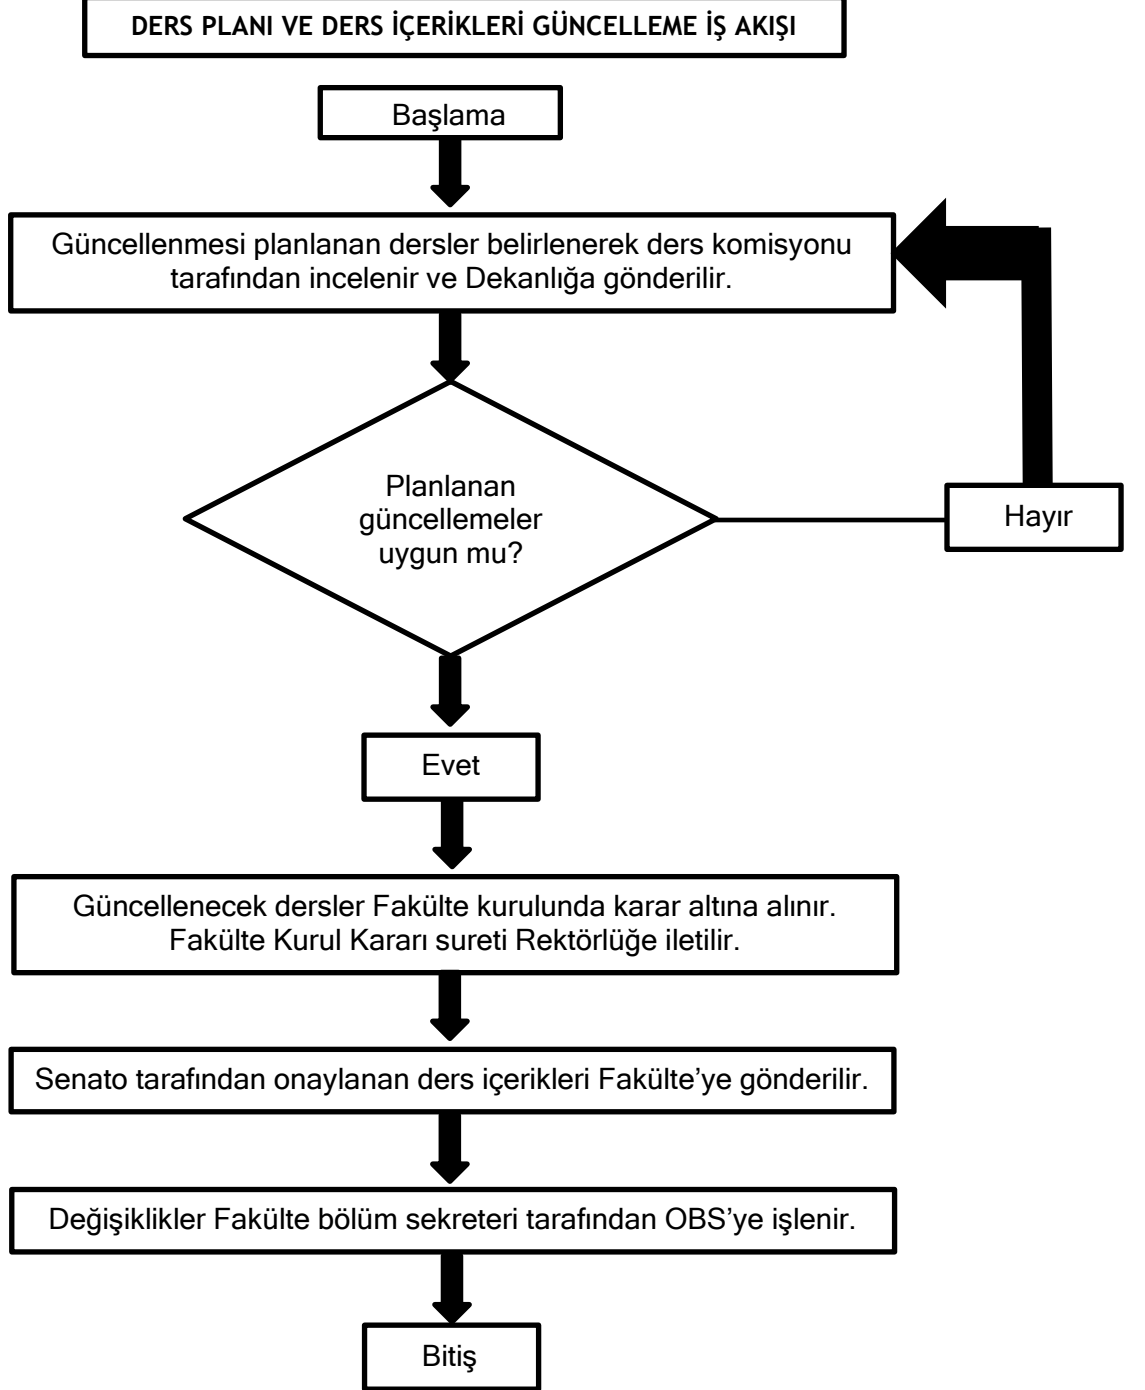 DERS PLANI VE DERS İÇERİKLERİ GÜNCELLEME İŞ AKIŞI
Başlama
Güncellenmesi planlanan dersler belirlenerek ders komisyonu
tarafından incelenir ve Dekanlığa gönderilir.
Planlanan
güncellemeler
uygun mu?
Hayır
Evet
Güncellenecek dersler Fakülte kurulunda karar altına alınır.
Fakülte Kurul Kararı sureti Rektörlüğe iletilir.
Senato tarafından onaylanan ders içerikleri Fakülte’ye gönderilir.
Değişiklikler Fakülte bölüm sekreteri tarafından OBS’ye işlenir.
Bitiş